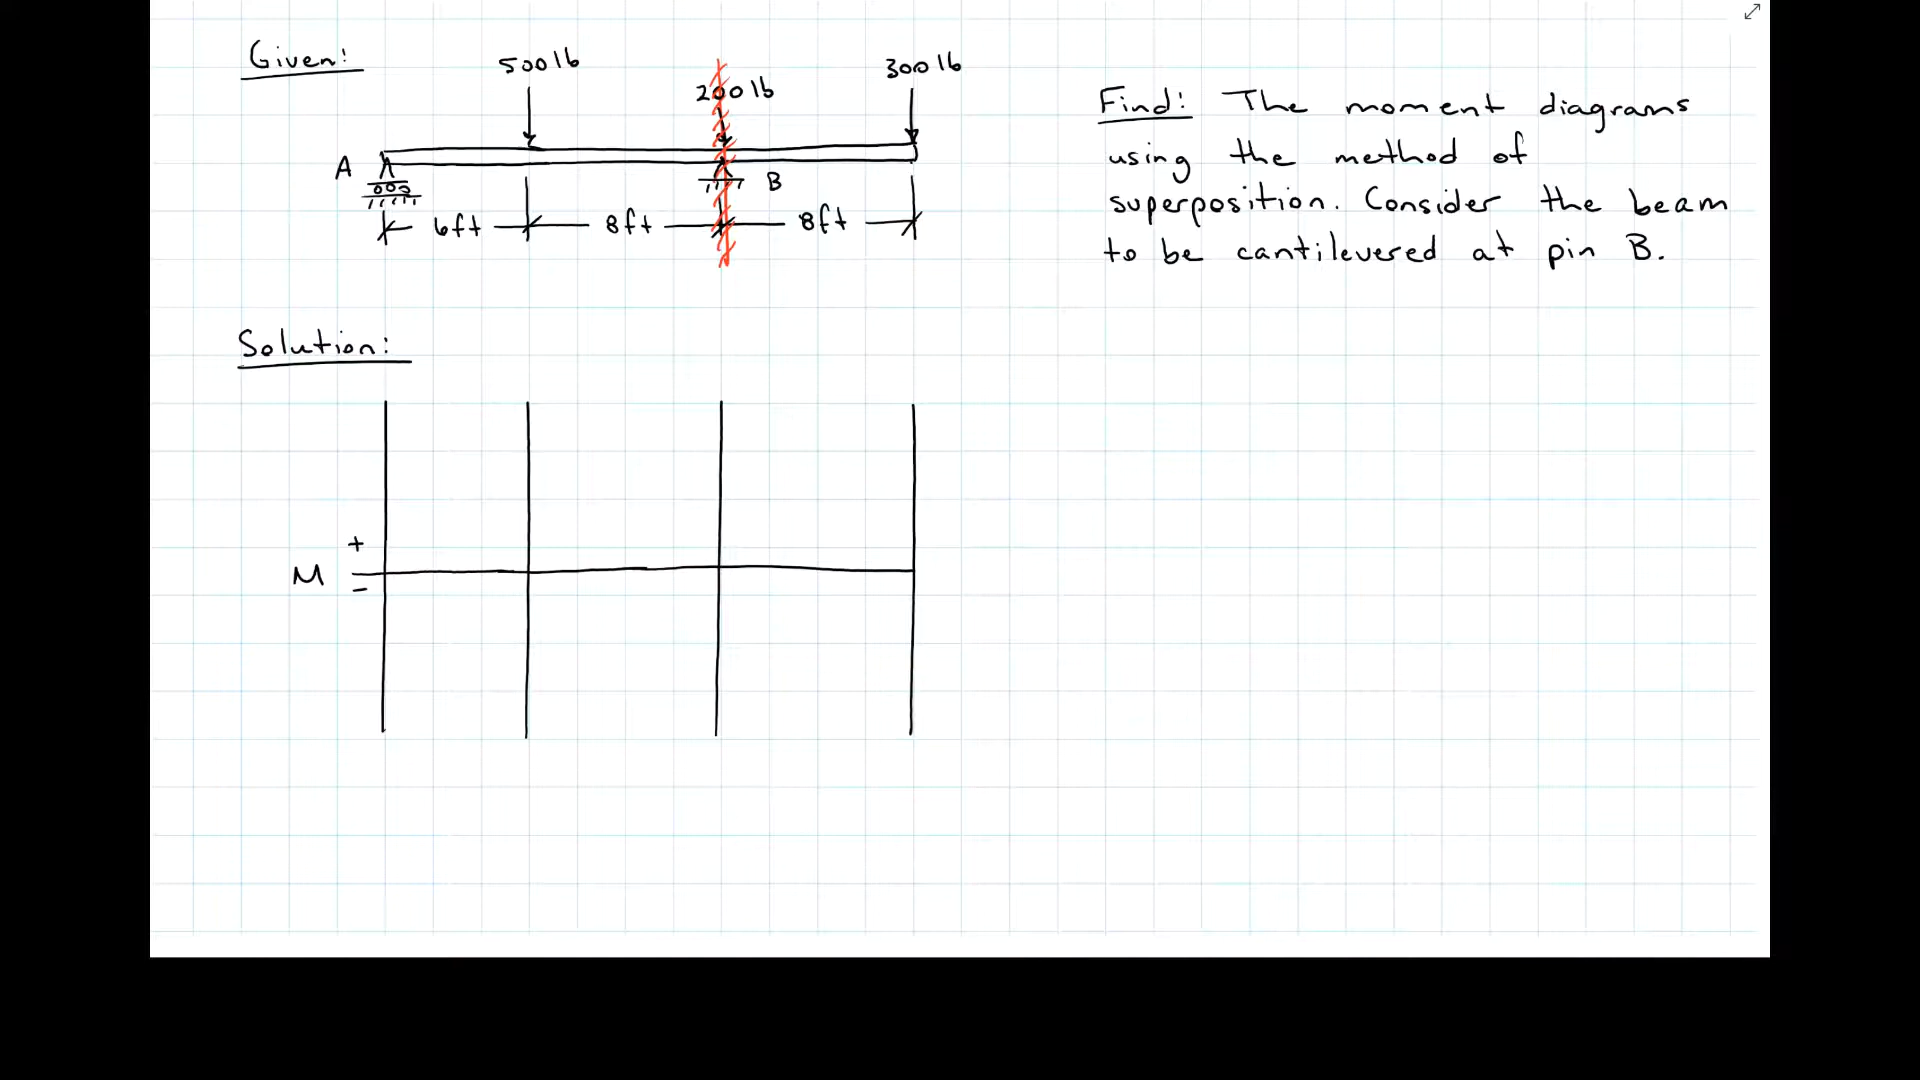 Given:
500 lb
200 lb
300 lb
A
B
6ft
8ft
8ft
Find: The moment diagrams
using the method of
superposition. Consider the beam
to be cantilevered at pin B.
Solution:
+
M
-